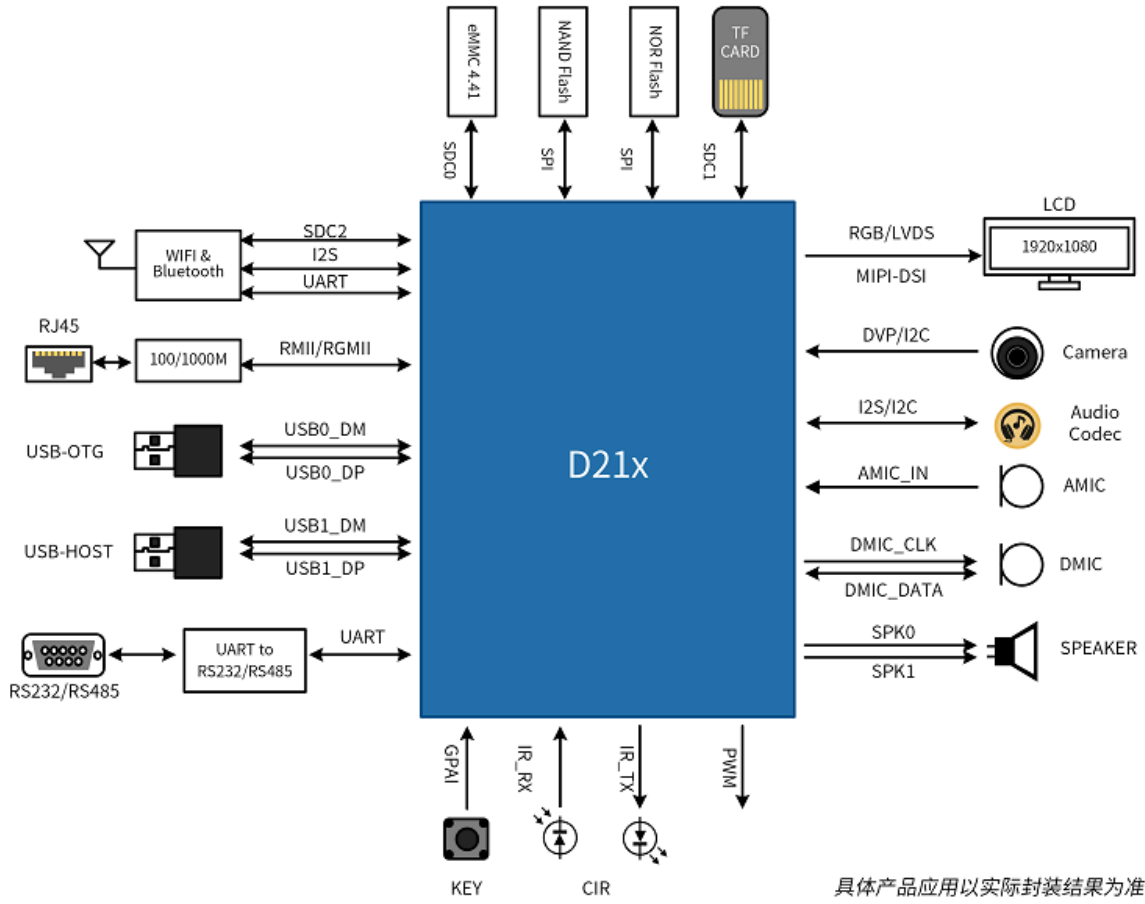 eMMC 4.41
NAND Flash
NOR Flash
TF
CARD
SDC0
SPI
SPI
SDC1
WIFI &
Bluetooth
SDC2
I2S
UART
RJ45
100/1000M
RMII/RGMII
USB-OTG
USB0_DM
USB0_DP
USB-HOST
USB1_DM
USB1_DP
RS232/RS485
UART to
RS232/RS485
UART
D21x
RGB/LVDS
MIPI-DSI
LCD
1920x1080
DVP/I2C
Camera
I2S/I2C
Audio
Codec
AMIC_IN
AMIC
DMIC_CLK
DMIC_DATA
DMIC
SPK0
SPK1
SPEAKER
GPAI
IR_RX
IR_TX
PWM
KEY
CIR
具体产品应用以实际封装结果为准